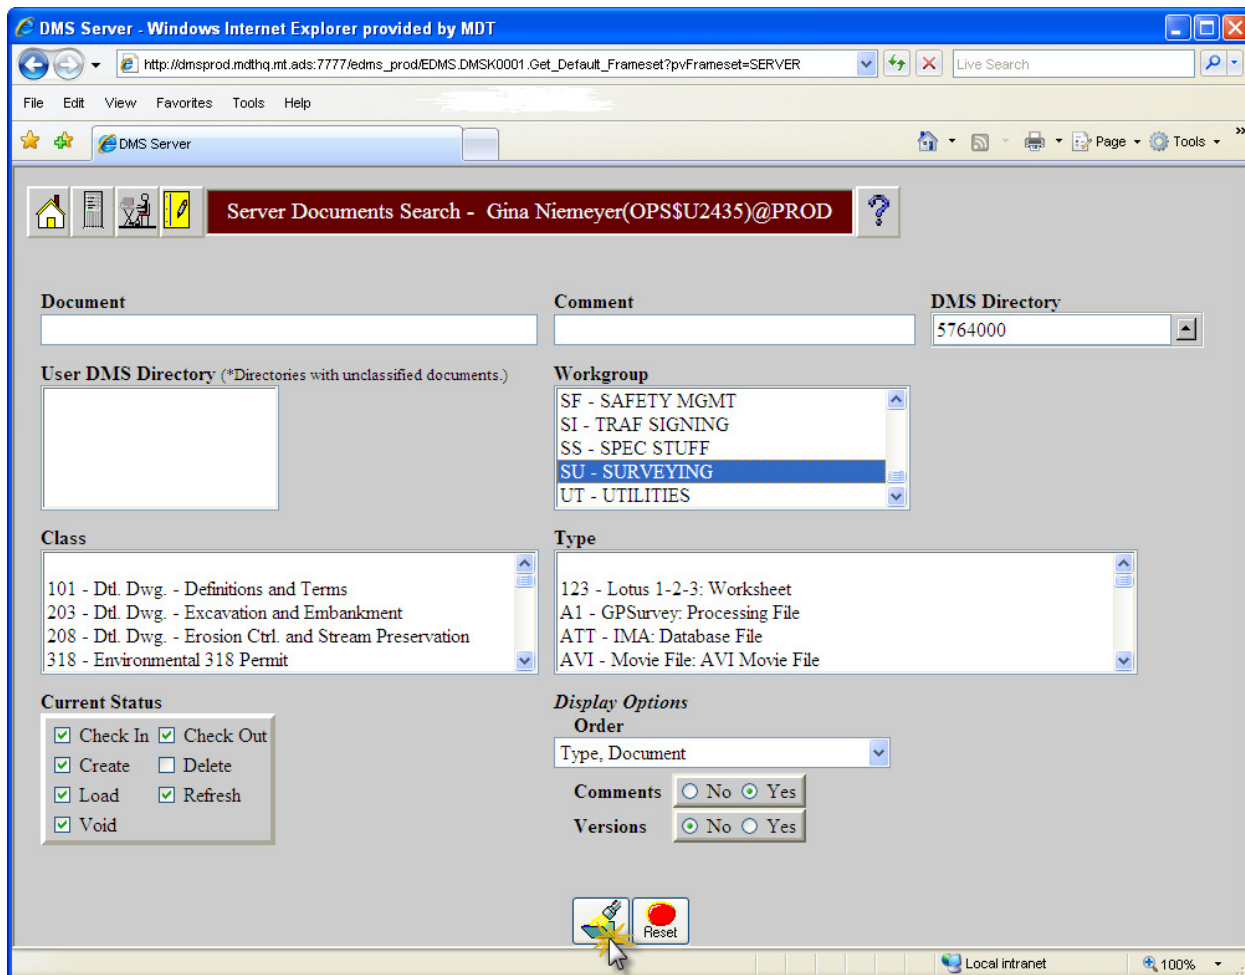 DMS Server - Windows Internet Explorer provided by MDT
http://dmsprod.mdthq.mt.ads:7777/edms_prod/EDMS.DMSK0001.Get_Default_Frameset?pvFrameset=SERVER
Live Search
File Edit View Favorites Tools Help
DMS Server
Page Tools »
Server Documents Search - Gina Niemeyer(OPS$U2435)@PROD
?
Document Comment DMS Directory
5764000
User DMS Directory (*Directories with unclassified documents.) Workgroup
SF - SAFETY MGMT
SI - TRAF SIGNING
SS - SPEC STUFF
SU - SURVEYING
UT - UTILITIES
Class Type
101 - Dtl. Dwg. - Definitions and Terms
203 - Dtl. Dwg. - Excavation and Embankment
208 - Dtl. Dwg. - Erosion Ctrl. and Stream Preservation
318 - Environmental 318 Permit
123 - Lotus 1-2-3: Worksheet
A1 - GPSurvey: Processing File
ATT - IMA: Database File
AVI - Movie File: AVI Movie File
Current Status
Check In Check Out
Create Delete
Load Refresh
Void
Display Options
Order
Type, Document
Comments No Yes
Versions No Yes
Reset
Local intranet 100%